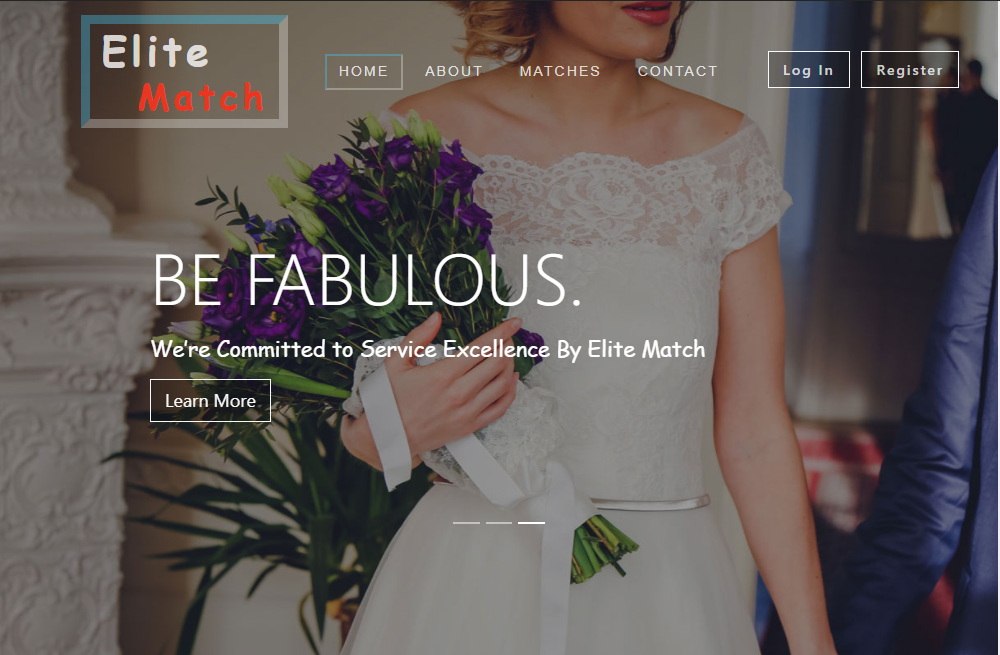 Elite
Match
HOME ABOUT MATCHES CONTACT Log In Register
BE FABULOUS.
We're Committed to Service Excellence By Elite Match
Learn More